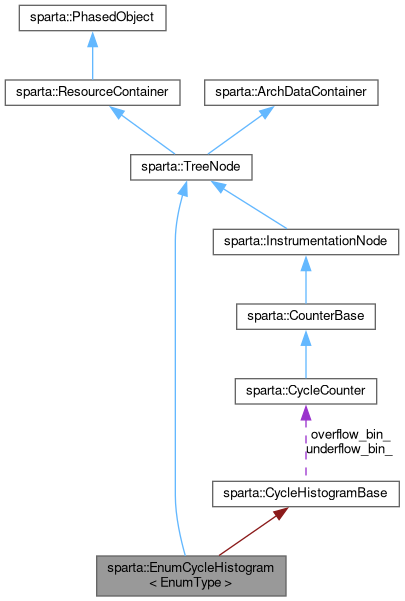 sparta::PhasedObject
sparta::ResourceContainer
sparta::ArchDataContainer
sparta::TreeNode
sparta::InstrumentationNode
sparta::CounterBase
sparta::CycleCounter
overflow_bin_
underflow_bin_
sparta::CycleHistogramBase
sparta::EnumCycleHistogram
< EnumType >